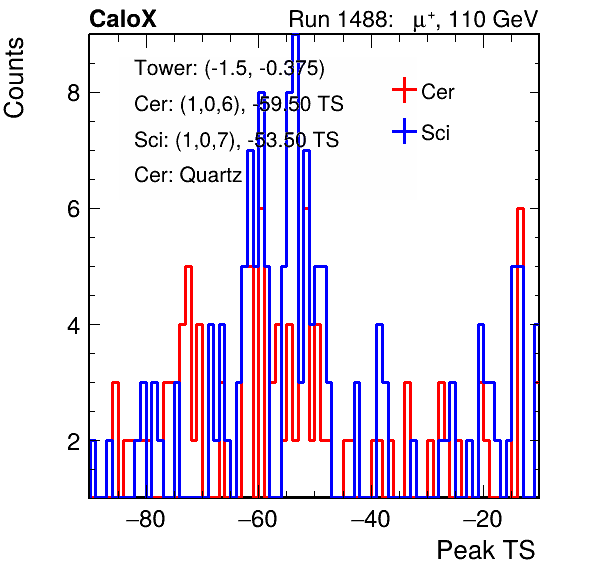 CaloX Run 1488: μ⁺, 110 GeV
Counts
Tower: (-1.5, -0.375)
Cer: (1,0,6), -59.50 TS
Sci: (1,0,7), -53.50 TS
Cer: Quartz
Cer
Sci
8
6
4
2
−80 −60 −40 −20
Peak TS